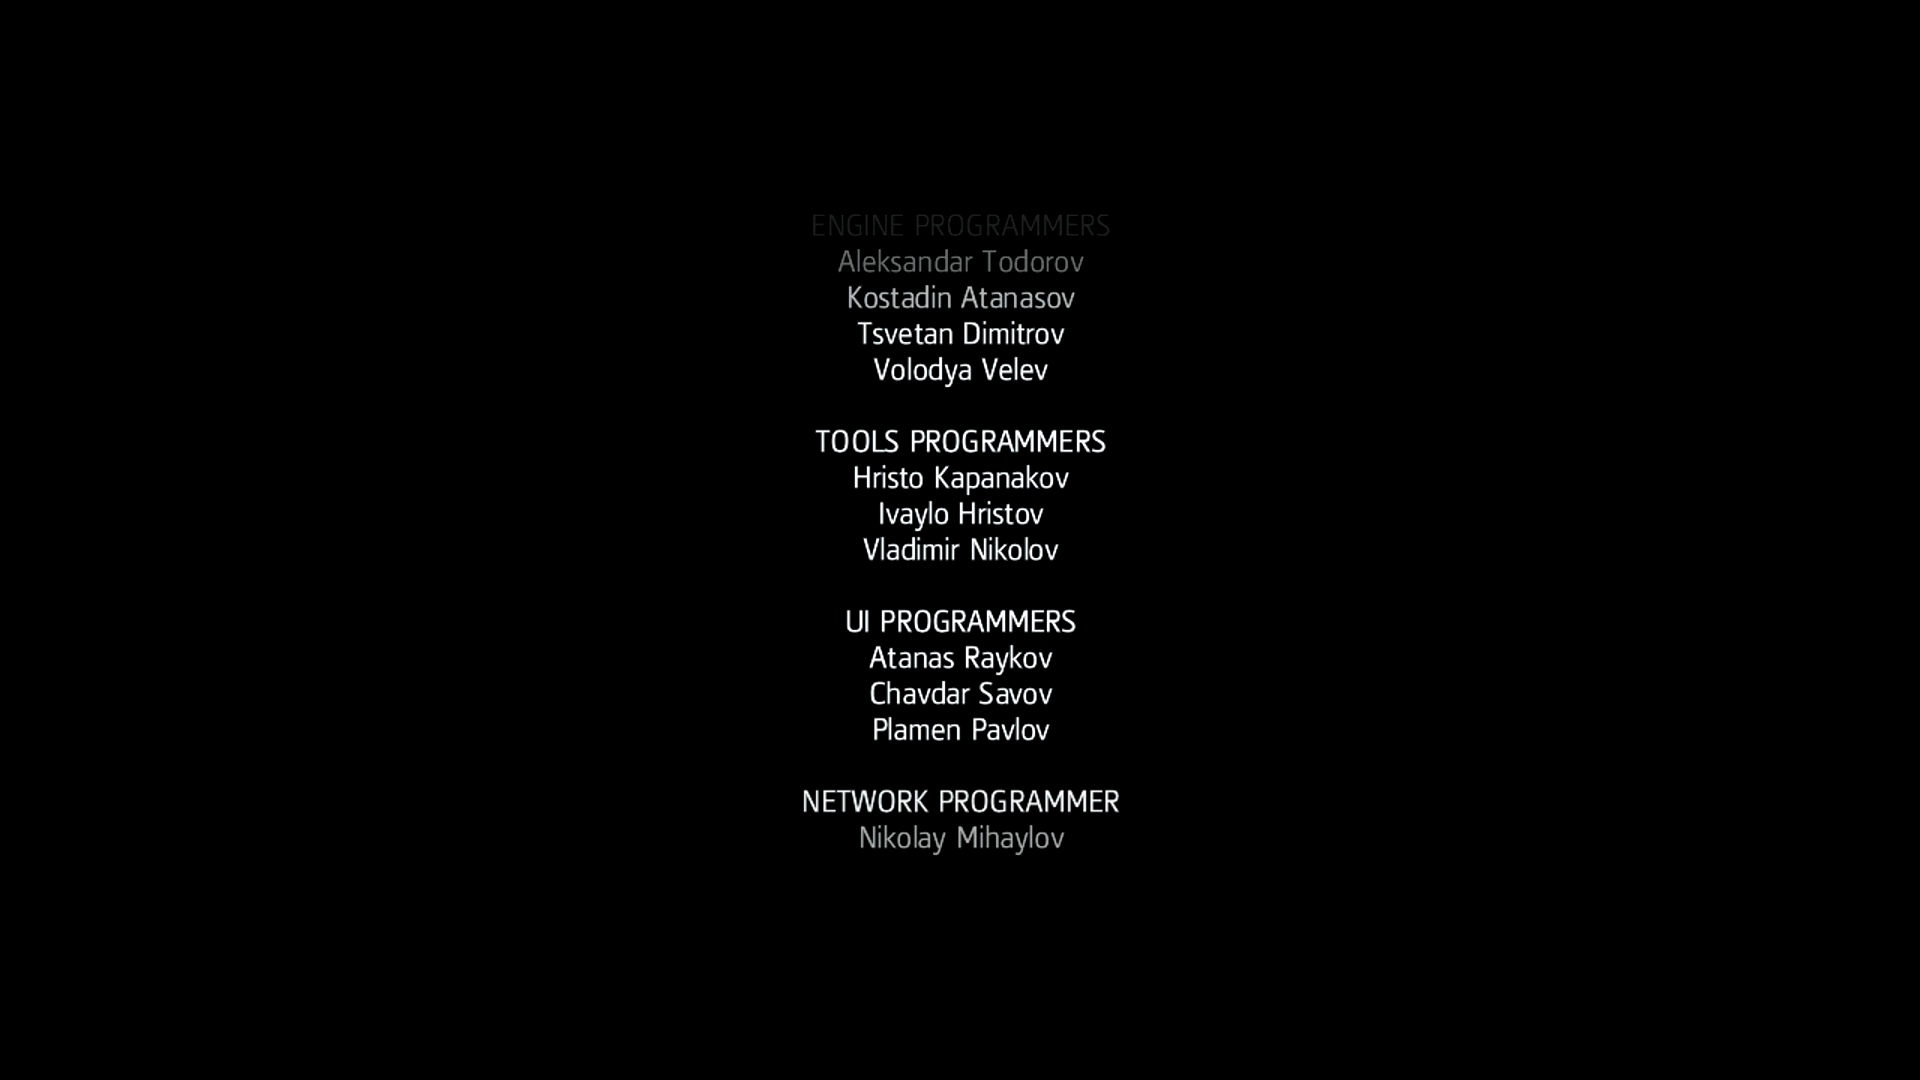 ENGINE PROGRAMMERS
Aleksandar Todorov
Kostadin Atanasov
Tsvetan Dimitrov
Volodya Velev
TOOLS PROGRAMMERS
Hristo Kapanakov
Ivaylo Hristov
Vladimir Nikolov
UI PROGRAMMERS
Atanas Raykov
Chavdar Savov
Plamen Pavlov
NETWORK PROGRAMMER
Nikolay Mihaylov